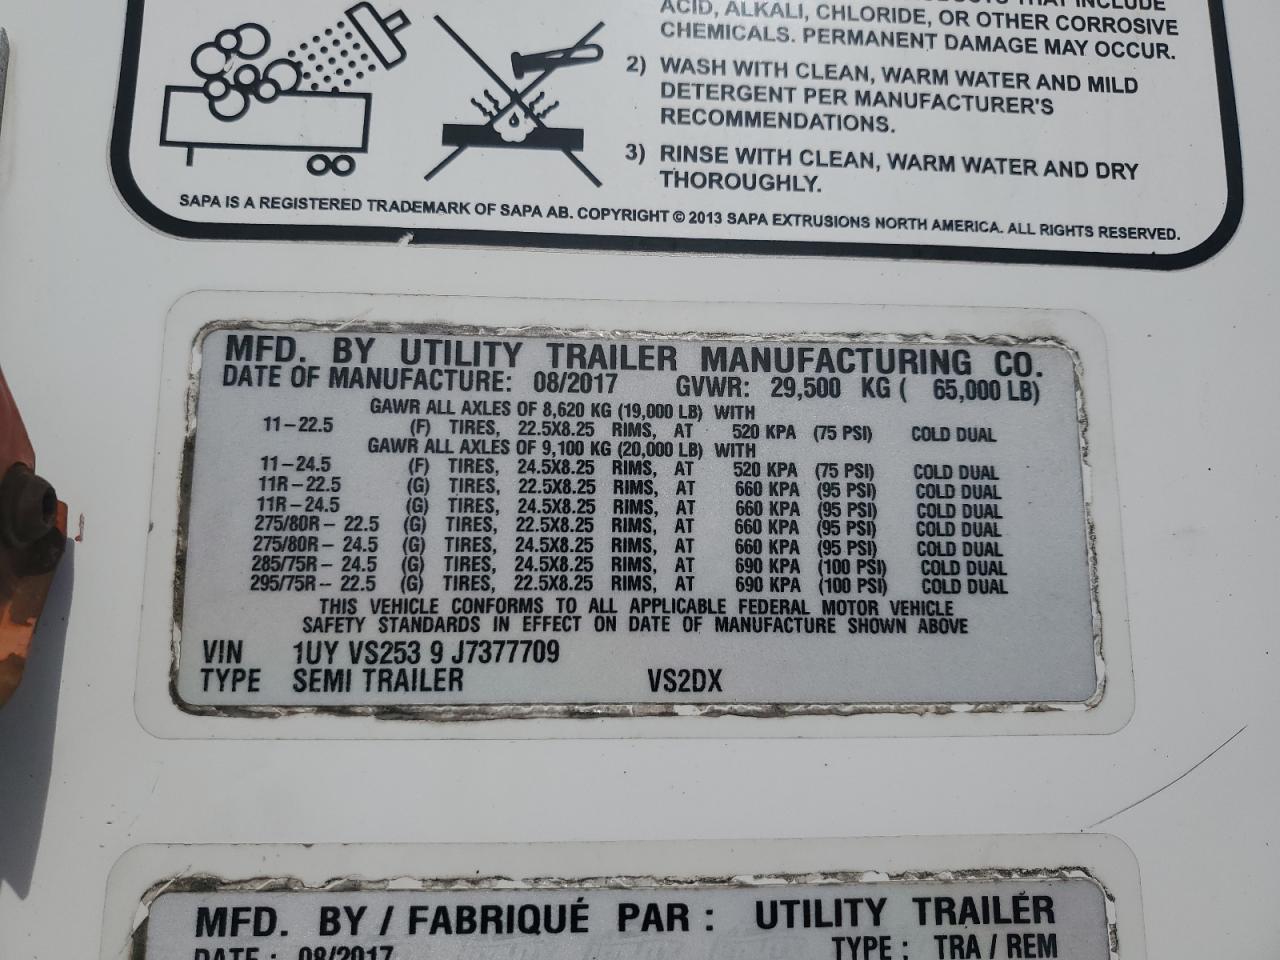 PRODUCTS THAT INCLUDE
ACID, ALKALI, CHLORIDE, OR OTHER CORROSIVE
CHEMICALS. PERMANENT DAMAGE MAY OCCUR.
2) WASH WITH CLEAN, WARM WATER AND MILD
DETERGENT PER MANUFACTURER'S
RECOMMENDATIONS.
3) RINSE WITH CLEAN, WARM WATER AND DRY
THOROUGHLY.
SAPA IS A REGISTERED TRADEMARK OF SAPA AB. COPYRIGHT © 2013 SAPA EXTRUSIONS NORTH AMERICA. ALL RIGHTS RESERVED.
MFD. BY UTILITY TRAILER MANUFACTURING CO.
DATE OF MANUFACTURE: 08/2017 GVWR: 29,500 KG ( 65,000 LB)
GAWR ALL AXLES OF 8,620 KG (19,000 LB) WITH
11-22.5 (F) TIRES, 22.5X8.25 RIMS, AT 520 KPA (75 PSI) COLD DUAL
GAWR ALL AXLES OF 9,100 KG (20,000 LB) WITH
11-24.5 (F) TIRES, 24.5X8.25 RIMS, AT 520 KPA (75 PSI) COLD DUAL
11R-22.5 (G) TIRES, 22.5X8.25 RIMS, AT 660 KPA (95 PSI) COLD DUAL
11R-24.5 (G) TIRES, 24.5X8.25 RIMS, AT 660 KPA (95 PSI) COLD DUAL
275/80R- 22.5 (G) TIRES, 22.5X8.25 RIMS, AT 660 KPA (95 PSI) COLD DUAL
275/80R- 24.5 (G) TIRES, 24.5X8.25 RIMS, AT 660 KPA (95 PSI) COLD DUAL
285/75R- 24.5 (G) TIRES, 24.5X8.25 RIMS, AT 690 KPA (100 PSI) COLD DUAL
295/75R- 22.5 (G) TIRES, 22.5X8.25 RIMS, AT 690 KPA (100 PSI) COLD DUAL
THIS VEHICLE CONFORMS TO ALL APPLICABLE FEDERAL MOTOR VEHICLE
SAFETY STANDARDS IN EFFECT ON DATE OF MANUFACTURE SHOWN ABOVE
VIN 1UY VS253 9 J7377709
TYPE SEMI TRAILER VS2DX
MFD. BY / FABRIQUÉ PAR : UTILITY TRAILER
DATE : 08/2017 TYPE : TRA / REM